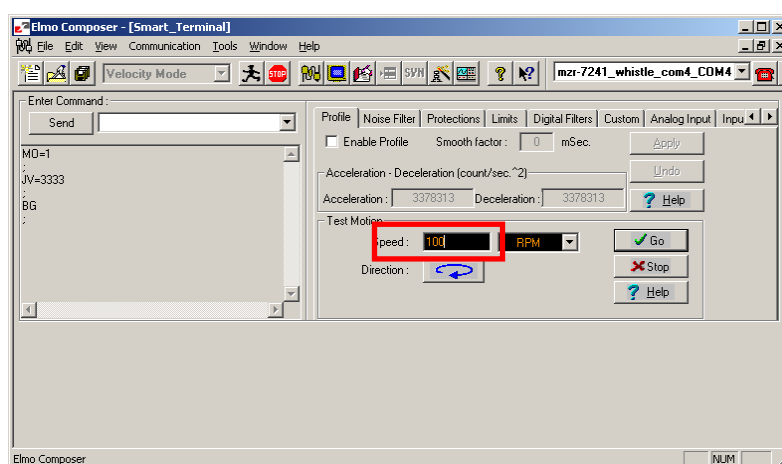 Elmo Composer - [Smart_Terminal]
File Edit View Communication Tools Window Help
Velocity Mode
STOP
SYN
mzr-7241_whistle_com4_COM4
Enter Command :
Send
MO=1
;
JV=3333
;
BG
;
Profile Noise Filter Protections Limits Digital Filters Custom Analog Input Inpu
Enable Profile Smooth factor : 0 mSec. Apply
Acceleration - Deceleration (count/sec.^2) Undo
Acceleration : 3378313 Deceleration : 3378313 Help
Test Motion
Speed : 100 RPM Go
Direction : Stop
Help
Elmo Composer NUM